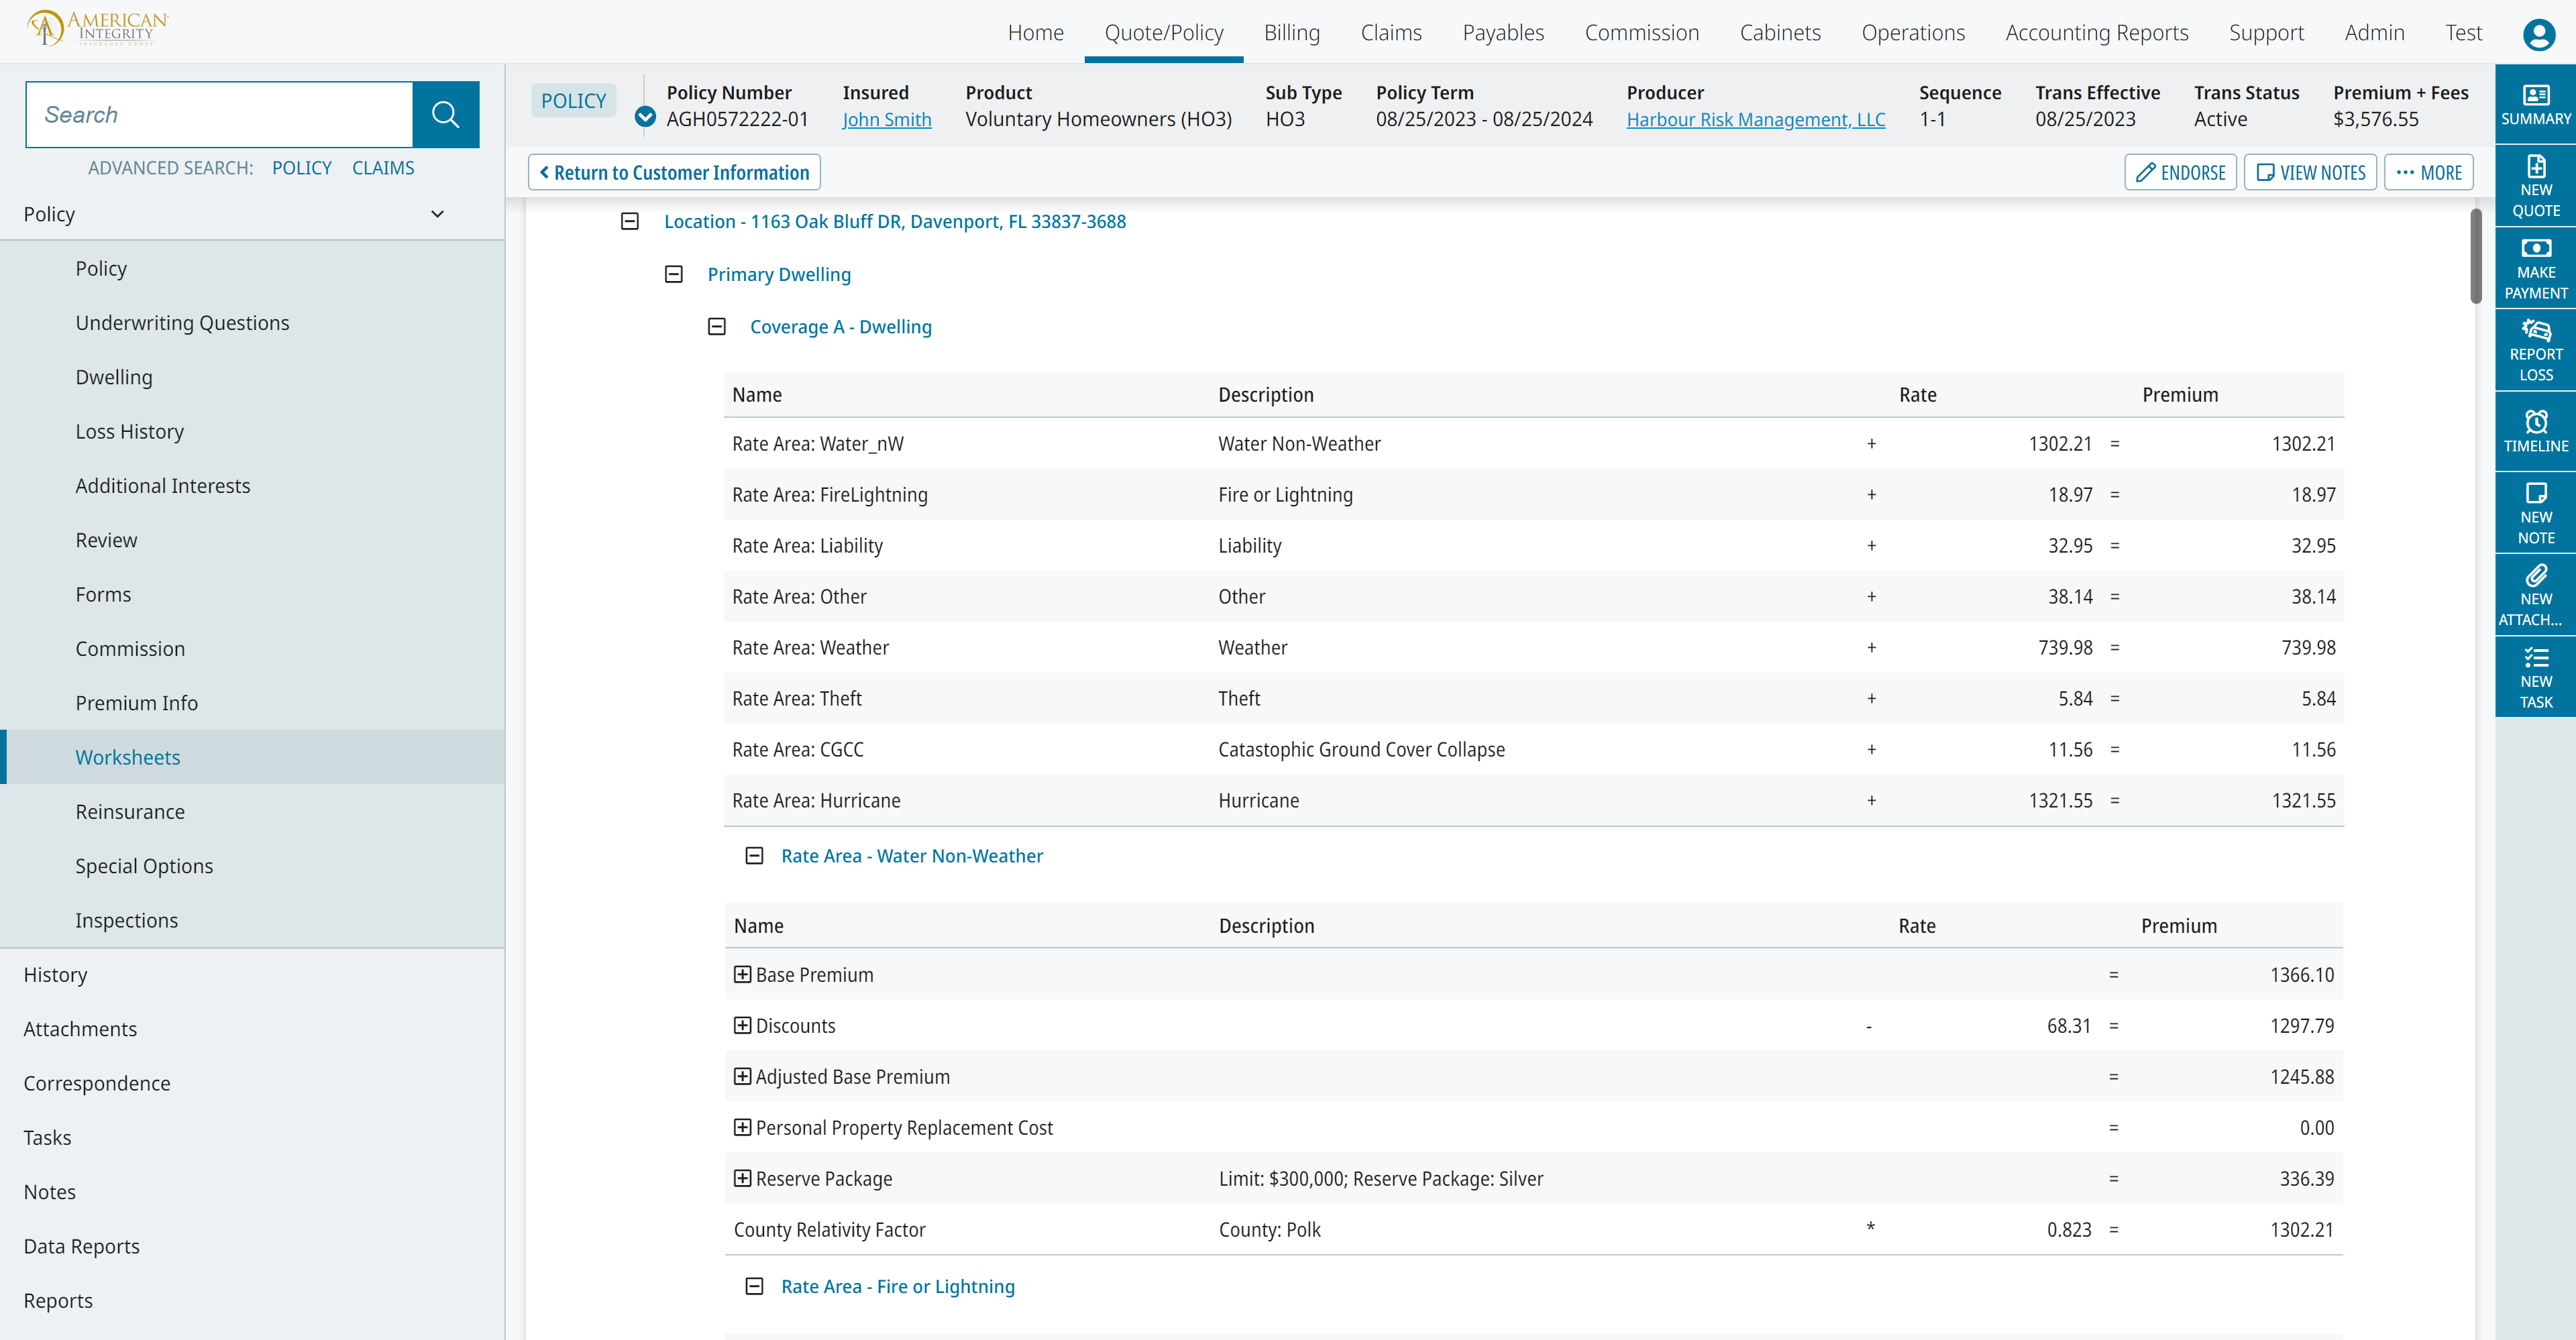 AMERICAN
INTEGRITY
INSURANCE GROUP
Home Quote/Policy Billing Claims Payables Commission Cabinets Operations Accounting Reports Support Admin Test
Search
ADVANCED SEARCH: POLICY CLAIMS
Policy
Policy
Underwriting Questions
Dwelling
Loss History
Additional Interests
Review
Forms
Commission
Premium Info
Worksheets
Reinsurance
Special Options
Inspections
History
Attachments
Correspondence
Tasks
Notes
Data Reports
Reports
POLICY
Policy Number Insured Product Sub Type Policy Term Producer Sequence Trans Effective Trans Status Premium + Fees
AGH0572222-01 John Smith Voluntary Homeowners (HO3) HO3 08/25/2023 - 08/25/2024 Harbour Risk Management, LLC 1-1 08/25/2023 Active $3,576.55
Return to Customer Information
ENDORSE VIEW NOTES ··· MORE
Location - 1163 Oak Bluff DR, Davenport, FL 33837-3688
Primary Dwelling
Coverage A - Dwelling
Name Description Rate Premium
Rate Area: Water_nW Water Non-Weather + 1302.21 = 1302.21
Rate Area: FireLightning Fire or Lightning + 18.97 = 18.97
Rate Area: Liability Liability + 32.95 = 32.95
Rate Area: Other Other + 38.14 = 38.14
Rate Area: Weather Weather + 739.98 = 739.98
Rate Area: Theft Theft + 5.84 = 5.84
Rate Area: CGCC Catastophic Ground Cover Collapse + 11.56 = 11.56
Rate Area: Hurricane Hurricane + 1321.55 = 1321.55
Rate Area - Water Non-Weather
Name Description Rate Premium
Base Premium = 1366.10
Discounts - 68.31 = 1297.79
Adjusted Base Premium = 1245.88
Personal Property Replacement Cost = 0.00
Reserve Package Limit: $300,000; Reserve Package: Silver = 336.39
County Relativity Factor County: Polk * 0.823 = 1302.21
Rate Area - Fire or Lightning
SUMMARY
NEW
QUOTE
MAKE
PAYMENT
REPORT
LOSS
TIMELINE
NEW
NOTE
NEW
ATTACH...
NEW
TASK